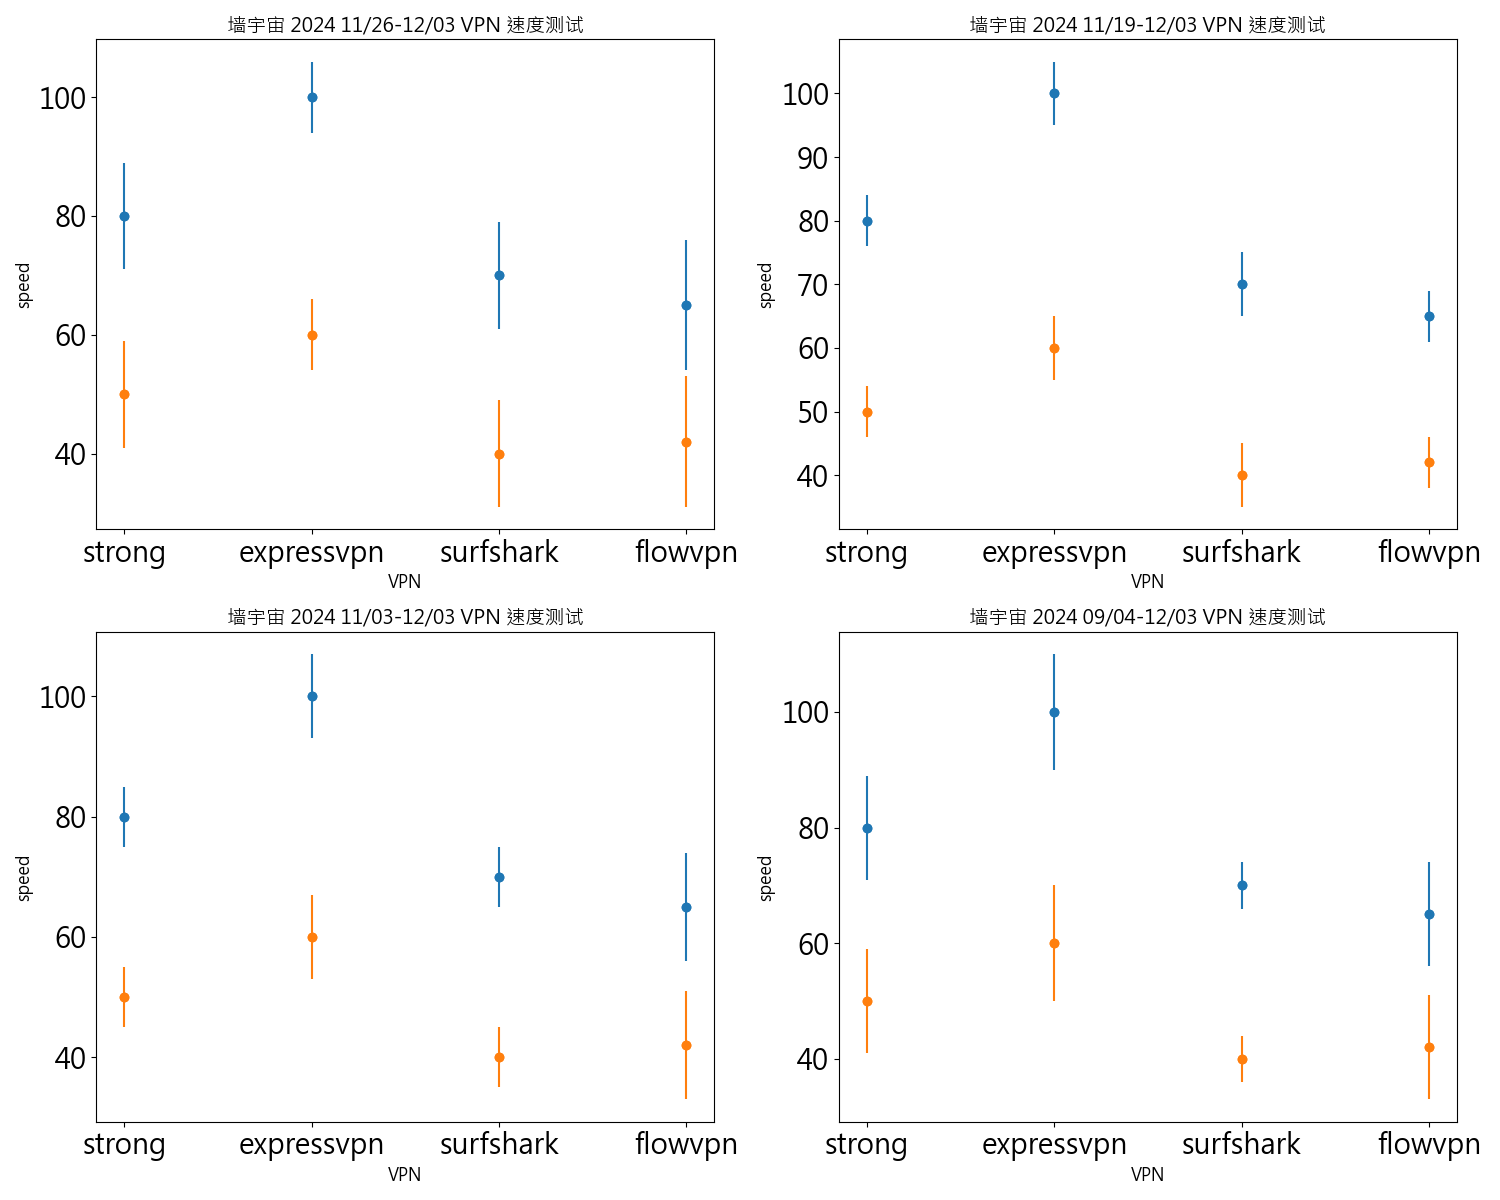 墙宇宙 2024 11/26-12/03 VPN 速度测试
100
80
60
40
speed
strong expressvpn surfshark flowvpn
VPN
墙宇宙 2024 11/19-12/03 VPN 速度测试
100
90
80
70
60
50
40
speed
strong expressvpn surfshark flowvpn
VPN
墙宇宙 2024 11/03-12/03 VPN 速度测试
100
80
60
40
speed
strong expressvpn surfshark flowvpn
VPN
墙宇宙 2024 09/04-12/03 VPN 速度测试
100
80
60
40
speed
strong expressvpn surfshark flowvpn
VPN